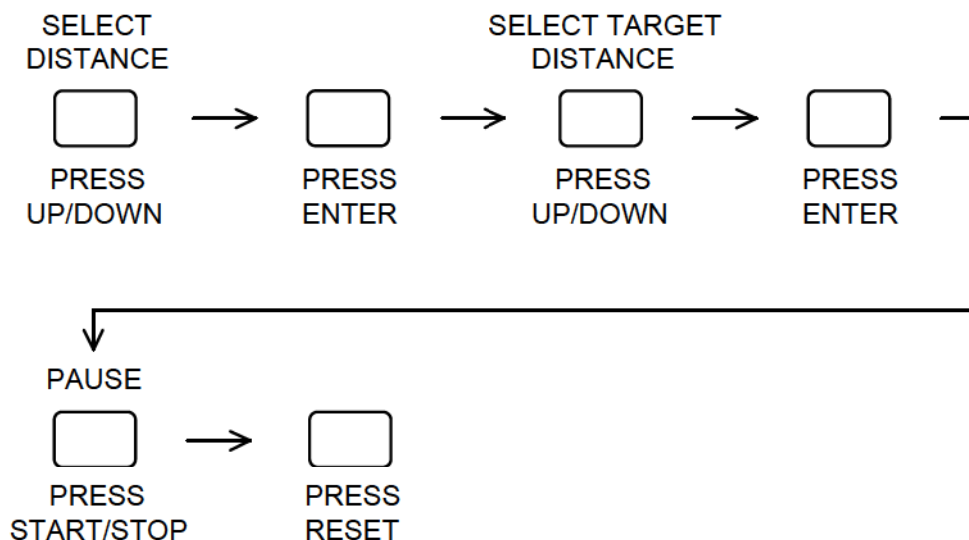 SELECT
DISTANCE
SELECT TARGET
DISTANCE
PRESS
UP/DOWN
PRESS
ENTER
PRESS
UP/DOWN
PRESS
ENTER
PAUSE
PRESS
START/STOP
PRESS
RESET